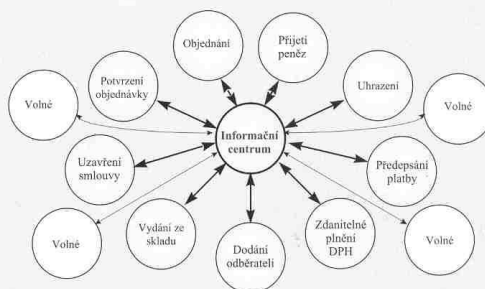 Objednání
Přijetí
peněz
Potvrzení
objednávky
Uhrazení
Volné
Volné
Informační
centrum
Uzavření
smlouvy
Předepsání
platby
Volné
Vydání ze
skladu
Dodání
odběrateli
Zdanitelné
plnění
DPH
Volné